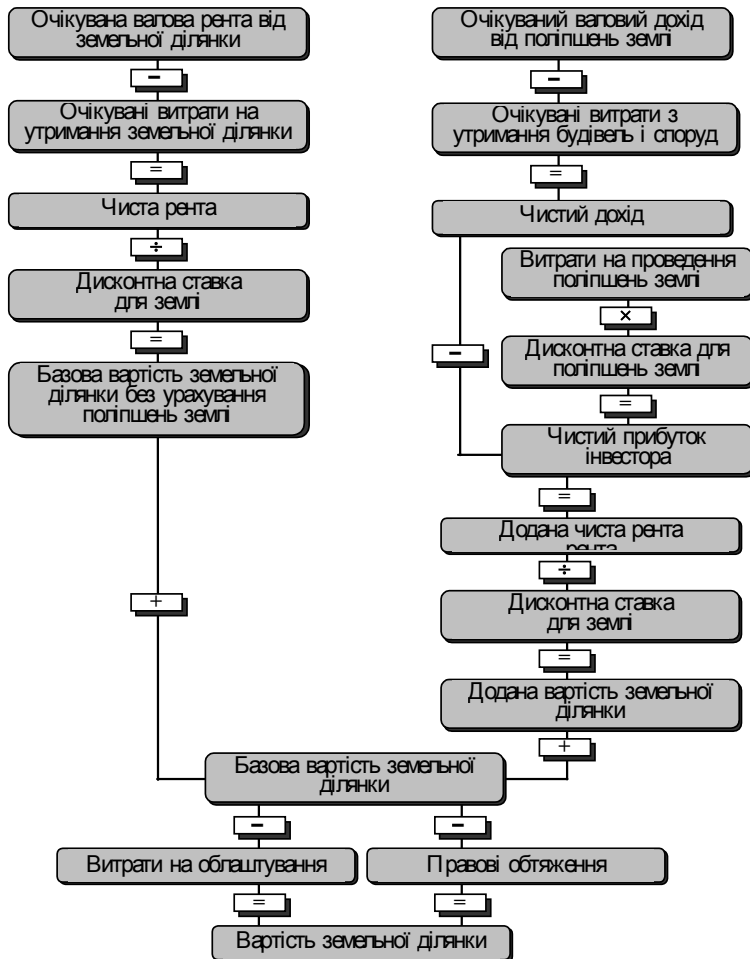 Очікувана валова рента від
земельної ділянки
−
Очікувані витрати на
утримання земельної ділянки
=
Чиста рента
÷
Дисконтна ставка
для землі
=
Базова вартість земельної
ділянки без урахування
поліпшень землі
+
Очікуваний валовий дохід
від поліпшень землі
−
Очікувані витрати з
утримання будівель і споруд
=
Чистий дохід
−
Витрати на проведення
поліпшень землі
×
Дисконтна ставка для
поліпшень землі
=
Чистий прибуток
інвестора
=
Додана чиста рента
рента
÷
Дисконтна ставка
для землі
=
Додана вартість земельної
ділянки
+
Базова вартість земельної
ділянки
−
−
Витрати на облаштування
Правові обтяження
=
=
Вартість земельної ділянки